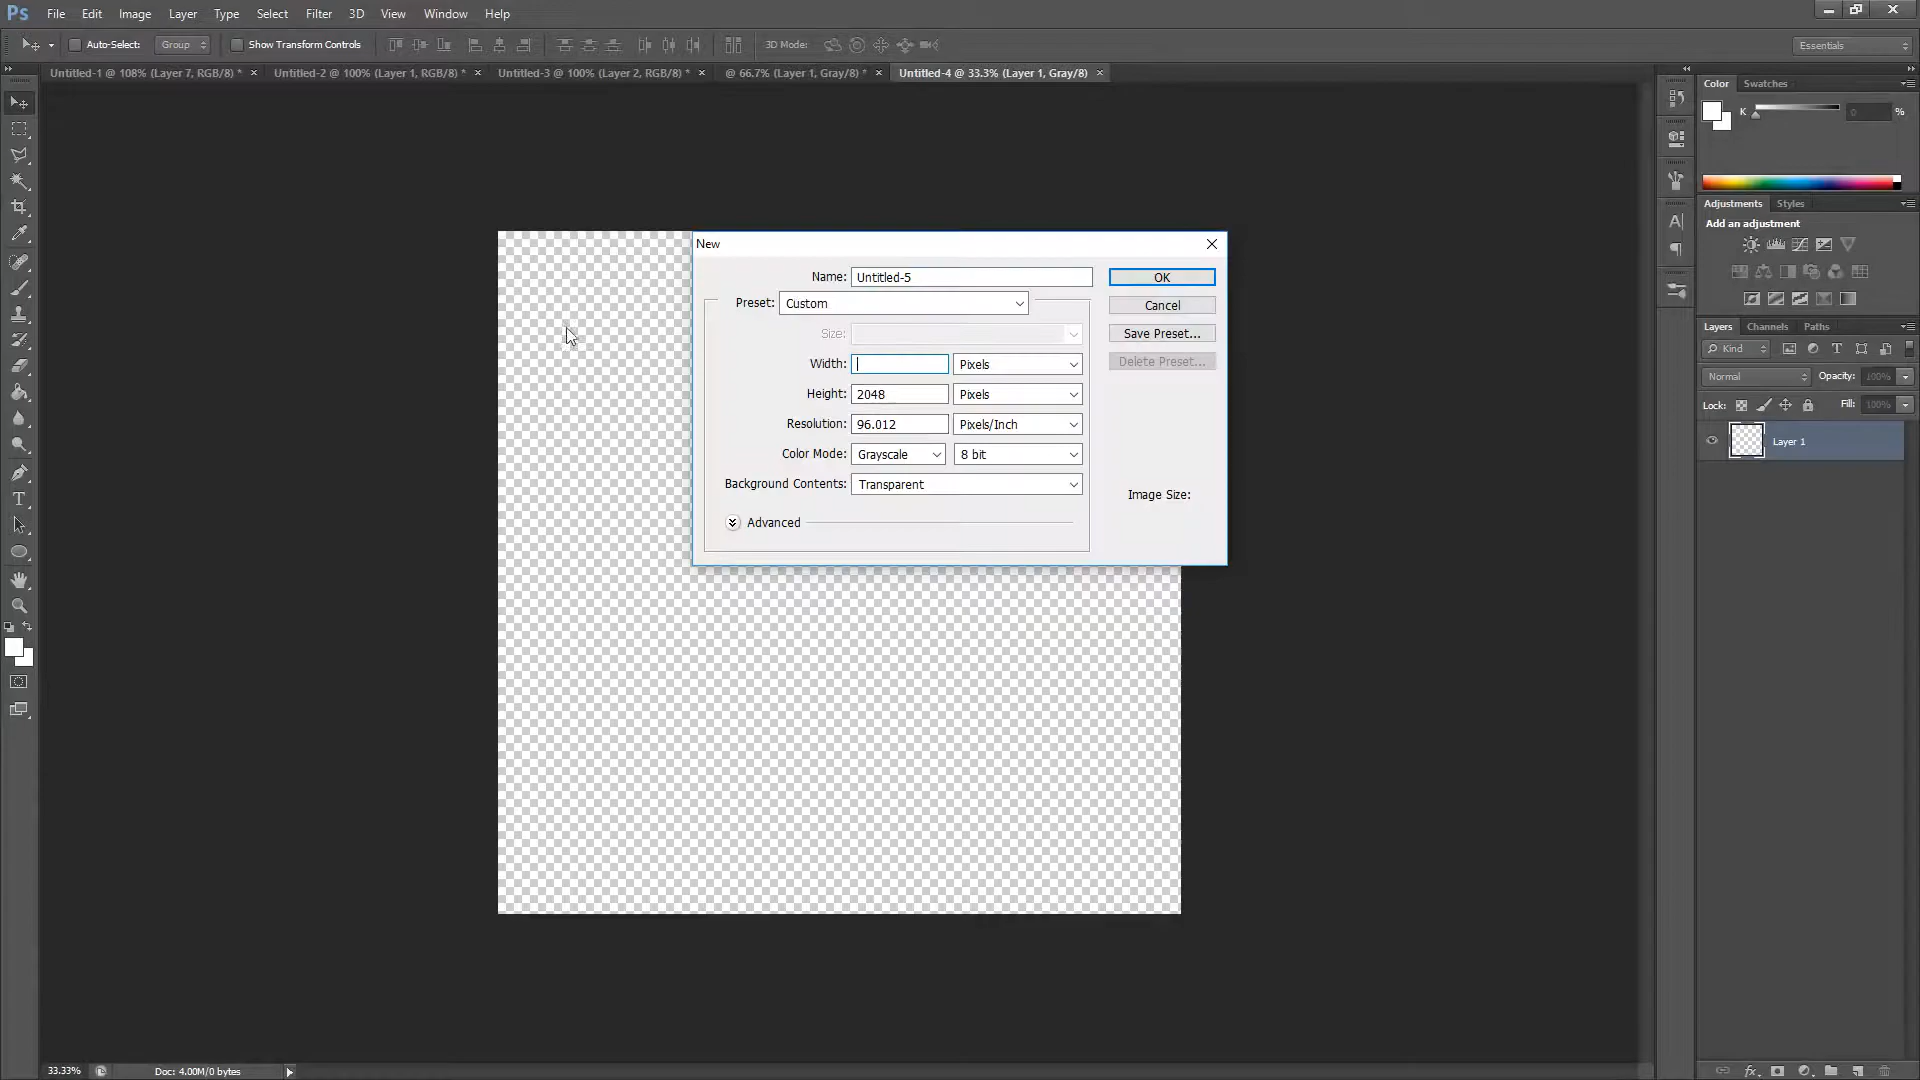 Ps File Edit Image Layer Type Select Filter 3D View Window Help
Auto-Select: Group Show Transform Controls 3D Mode: Essentials
Untitled-1 @ 108% (Layer 7, RGB/8) * × Untitled-2 @ 100% (Layer 1, RGB/8) * × Untitled-3 @ 100% (Layer 2, RGB/8) * × @ 66.7% (Layer 1, Gray/8) * × Untitled-4 @ 33.3% (Layer 1, Gray/8) ×
Color Swatches
K 0 %
Adjustments Styles
Add an adjustment
New
Name: Untitled-5 OK
Preset: Custom Cancel
Size: Save Preset...
Width: Pixels Delete Preset...
Height: 2048 Pixels
Resolution: 96.012 Pixels/Inch
Color Mode: Grayscale 8 bit
Background Contents: Transparent Image Size:
Advanced
Layers Channels Paths
Kind
Normal Opacity: 100%
Lock: Fill: 100%
Layer 1
33.33% Doc: 4.00M/0 bytes